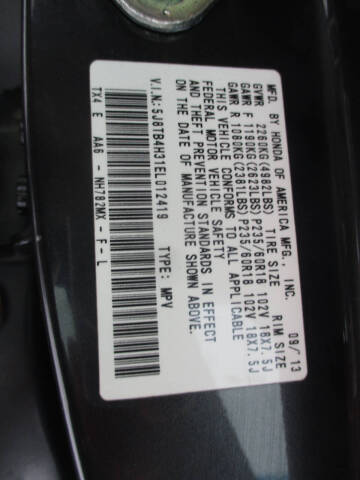 MFD. BY HONDA OF AMERICA MFG., INC. 09/13
GVWR 2260KG(4982LBS) TIRE SIZE RIM SIZE
GAWR F 1190KG(2623LBS)P235/60R18 102V 18X7.5J
GAWR R 1080KG(2381LBS)P235/60R18 102V 18X7.5J
THIS VEHICLE CONFORMS TO ALL APPLICABLE
FEDERAL MOTOR VEHICLE SAFETY
AND THEFT PREVENTION STANDARDS IN EFFECT
ON THE DATE OF MANUFACTURE SHOWN ABOVE.
V.I.N:5J8TB4H31EL012419 TYPE: MPV
TX4 E AA6 - NH782MX - F - L